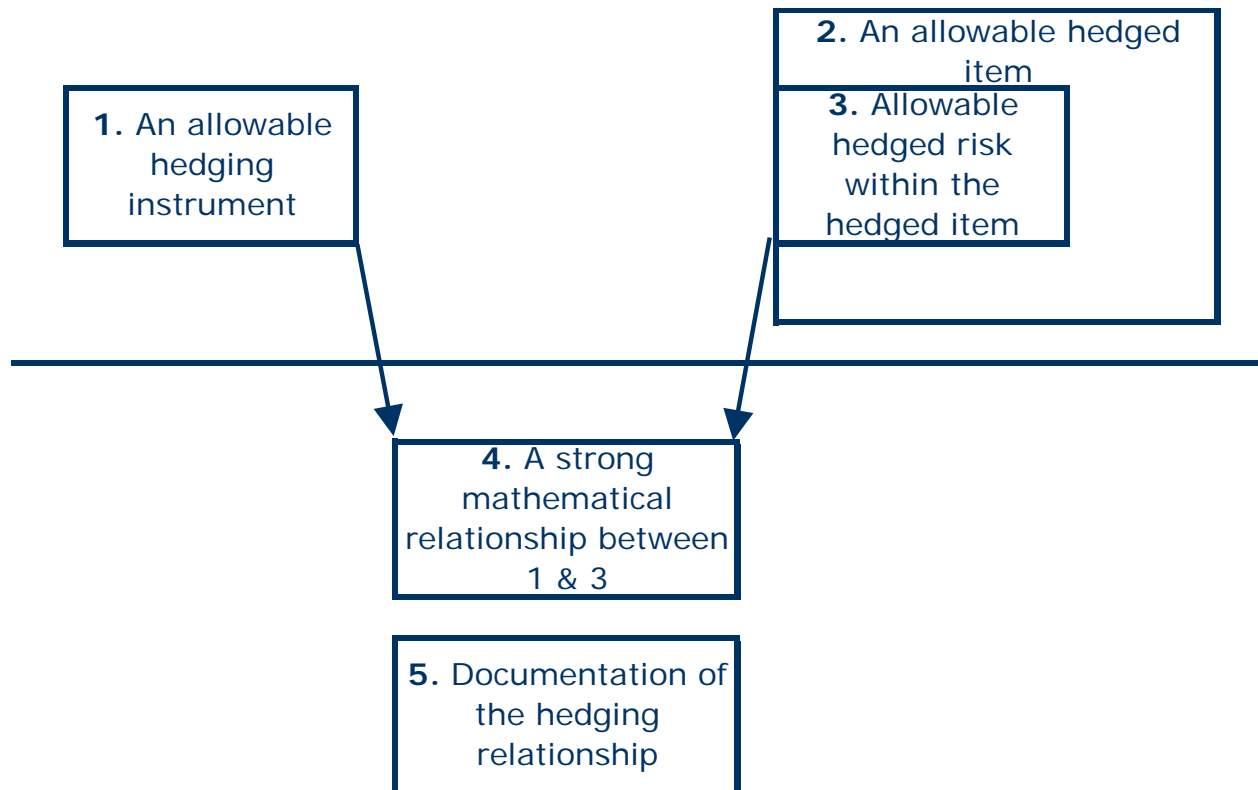 1. An allowable
hedging
instrument
2. An allowable hedged
item
3. Allowable
hedged risk
within the
hedged item
4. A strong
mathematical
relationship between
1 & 3
5. Documentation of
the hedging
relationship